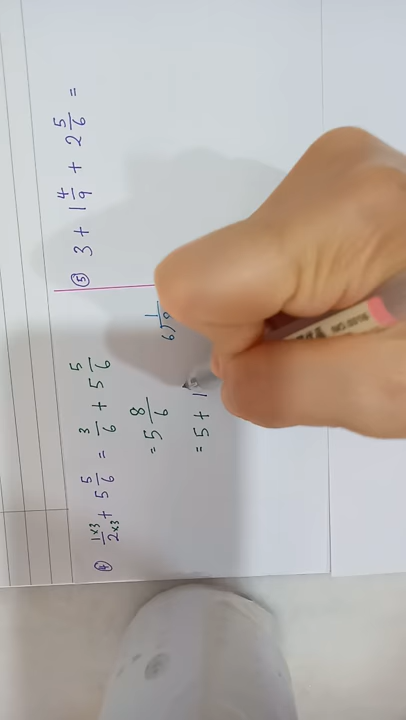 ④ 1×3/2×3 + 5 5/6 = 3/6 + 5 5/6
= 5 8/6
= 5 + 1
6)8 1
⑤ 3 + 1 4/9 + 2 5/6 =